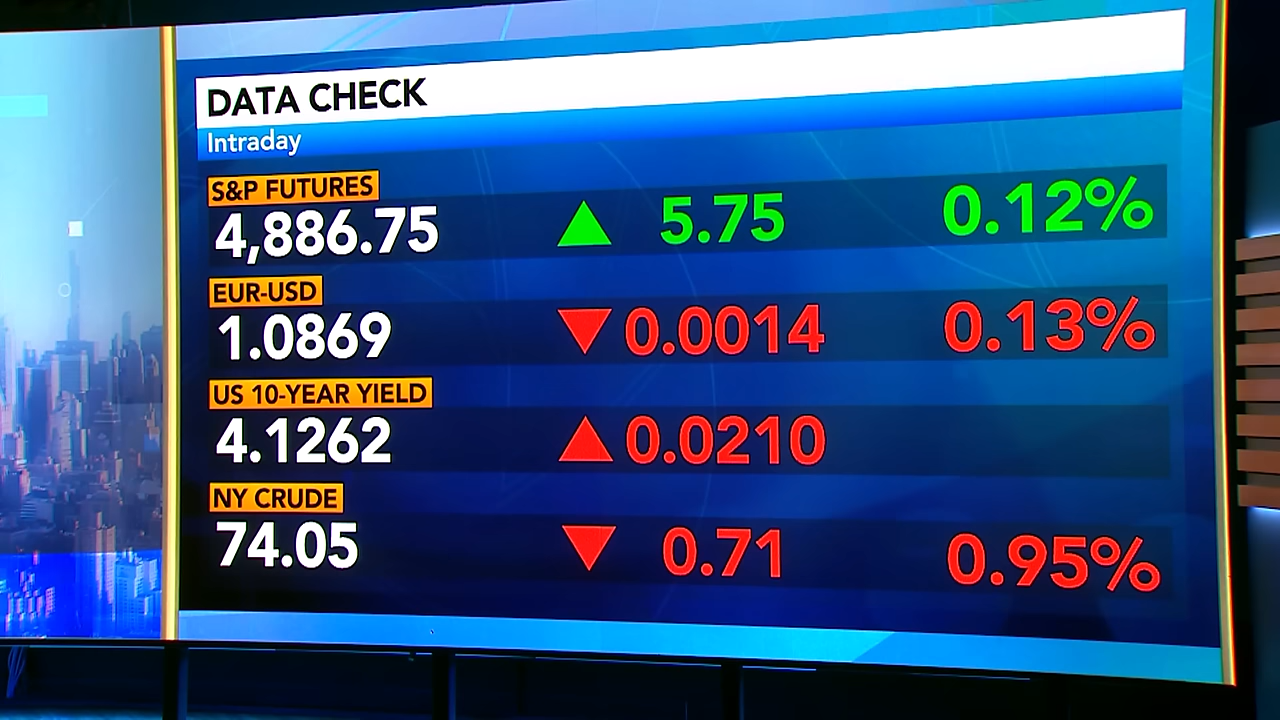 DATA CHECK
Intraday
S&P FUTURES
4,886.75 ▲ 5.75 0.12%
EUR-USD
1.0869 ▼ 0.0014 0.13%
US 10-YEAR YIELD
4.1262 ▲ 0.0210
NY CRUDE
74.05 ▼ 0.71 0.95%